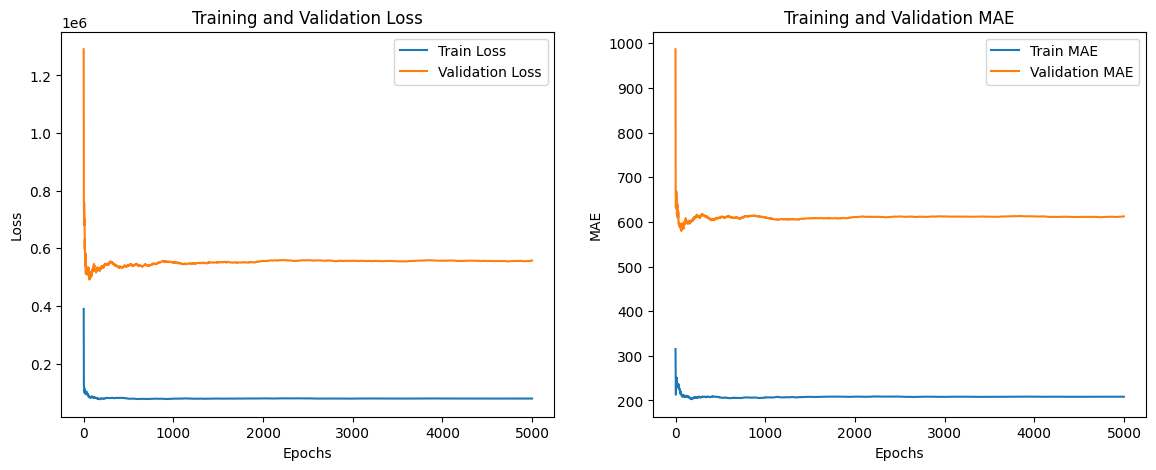 Training and Validation Loss
1e6
Train Loss
Validation Loss
1.2
1.0
0.8
0.6
0.4
0.2
Loss
0 1000 2000 3000 4000 5000
Epochs
Training and Validation MAE
Train MAE
Validation MAE
1000
900
800
700
600
500
400
300
200
MAE
0 1000 2000 3000 4000 5000
Epochs